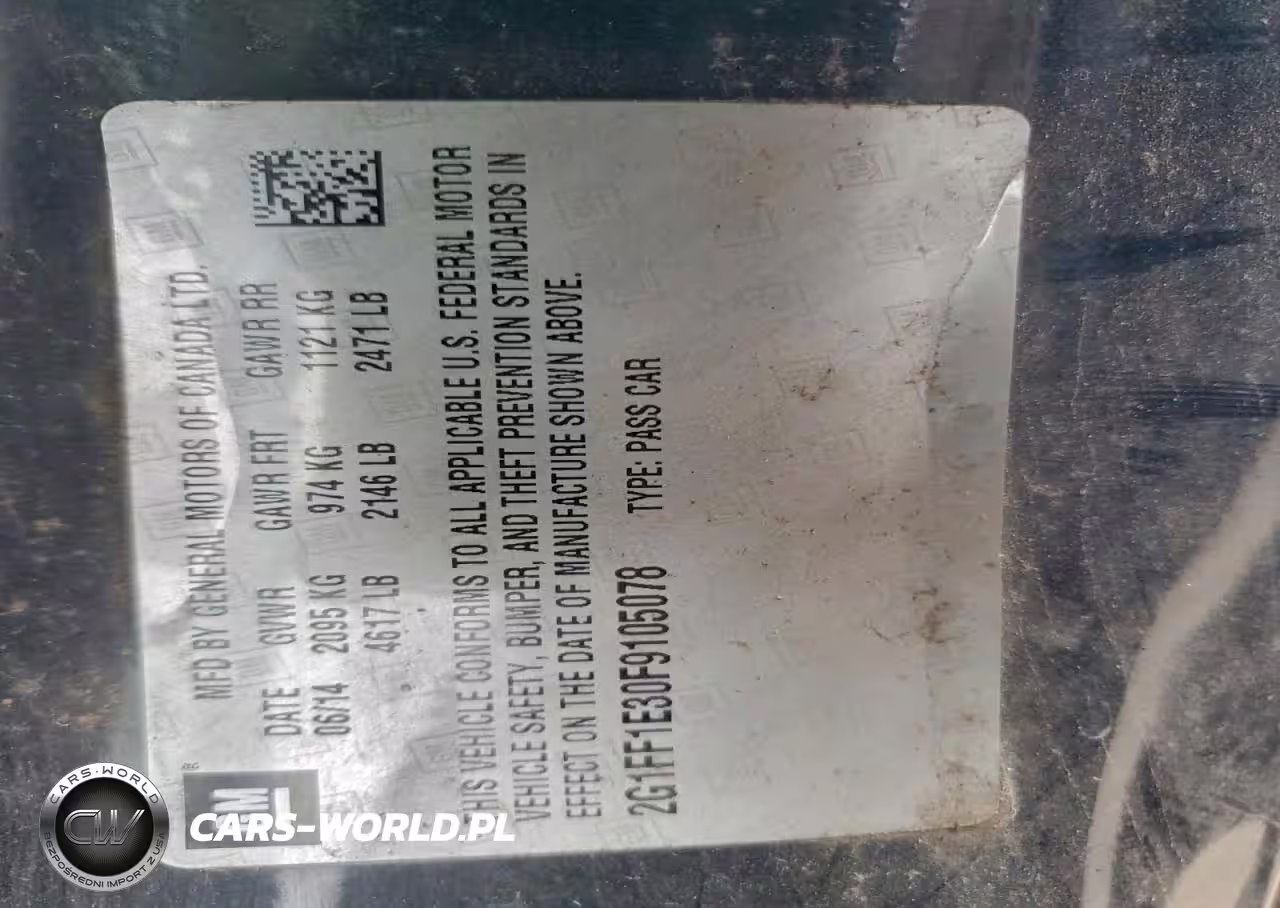 MFD BY GENERAL MOTORS OF CANADA LTD.
DATE GVWR GAWR FRT GAWR RR
06/14 2095 KG 974 KG 1121 KG
4617 LB 2146 LB 2471 LB
THIS VEHICLE CONFORMS TO ALL APPLICABLE U.S. FEDERAL MOTOR
VEHICLE SAFETY, BUMPER, AND THEFT PREVENTION STANDARDS IN
EFFECT ON THE DATE OF MANUFACTURE SHOWN ABOVE.
2G1FF1E30F9105078 TYPE: PASS CAR
GM
CARS-WORLD
CW
BEZPOŚREDNI IMPORT Z USA
CARS-WORLD.PL